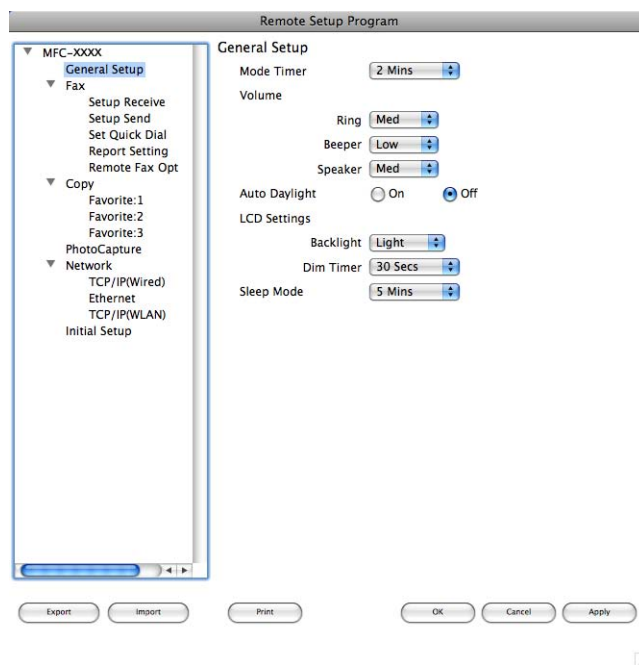 Remote Setup Program
MFC-XXXX
General Setup
Fax
Setup Receive
Setup Send
Set Quick Dial
Report Setting
Remote Fax Opt
Copy
Favorite:1
Favorite:2
Favorite:3
PhotoCapture
Network
TCP/IP(Wired)
Ethernet
TCP/IP(WLAN)
Initial Setup
General Setup
Mode Timer 2 Mins
Volume
Ring Med
Beeper Low
Speaker Med
Auto Daylight On Off
LCD Settings
Backlight Light
Dim Timer 30 Secs
Sleep Mode 5 Mins
Export Import Print OK Cancel Apply